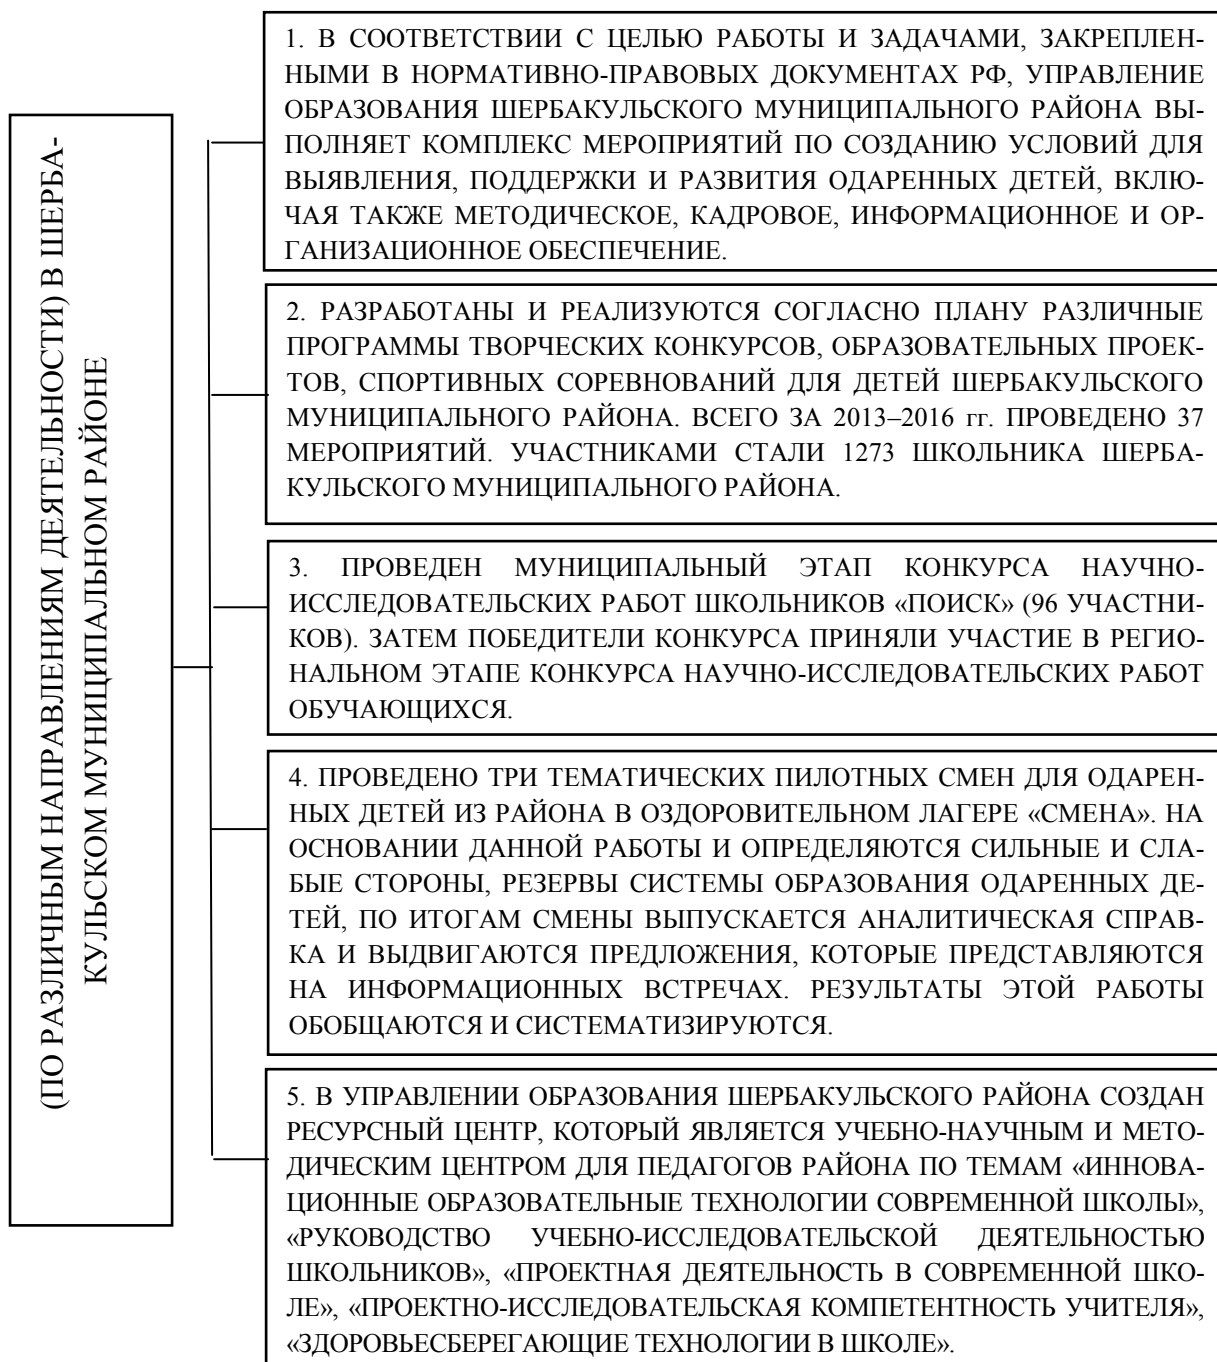 (ПО РАЗЛИЧНЫМ НАПРАВЛЕНИЯМ ДЕЯТЕЛЬНОСТИ) В ШЕРБА-
КУЛЬСКОМ МУНИЦИПАЛЬНОМ РАЙОНЕ
1. В СООТВЕТСТВИИ С ЦЕЛЬЮ РАБОТЫ И ЗАДАЧАМИ, ЗАКРЕПЛЕН-
НЫМИ В НОРМАТИВНО-ПРАВОВЫХ ДОКУМЕНТАХ РФ, УПРАВЛЕНИЕ
ОБРАЗОВАНИЯ ШЕРБАКУЛЬСКОГО МУНИЦИПАЛЬНОГО РАЙОНА ВЫ-
ПОЛНЯЕТ КОМПЛЕКС МЕРОПРИЯТИЙ ПО СОЗДАНИЮ УСЛОВИЙ ДЛЯ
ВЫЯВЛЕНИЯ, ПОДДЕРЖКИ И РАЗВИТИЯ ОДАРЕННЫХ ДЕТЕЙ, ВКЛЮ-
ЧАЯ ТАКЖЕ МЕТОДИЧЕСКОЕ, КАДРОВОЕ, ИНФОРМАЦИОННОЕ И ОР-
ГАНИЗАЦИОННОЕ ОБЕСПЕЧЕНИЕ.
2. РАЗРАБОТАНЫ И РЕАЛИЗУЮТСЯ СОГЛАСНО ПЛАНУ РАЗЛИЧНЫЕ
ПРОГРАММЫ ТВОРЧЕСКИХ КОНКУРСОВ, ОБРАЗОВАТЕЛЬНЫХ ПРОЕК-
ТОВ, СПОРТИВНЫХ СОРЕВНОВАНИЙ ДЛЯ ДЕТЕЙ ШЕРБАКУЛЬСКОГО
МУНИЦИПАЛЬНОГО РАЙОНА. ВСЕГО ЗА 2013–2016 гг. ПРОВЕДЕНО 37
МЕРОПРИЯТИЙ. УЧАСТНИКАМИ СТАЛИ 1273 ШКОЛЬНИКА ШЕРБА-
КУЛЬСКОГО МУНИЦИПАЛЬНОГО РАЙОНА.
3. ПРОВЕДЕН МУНИЦИПАЛЬНЫЙ ЭТАП КОНКУРСА НАУЧНО-
ИССЛЕДОВАТЕЛЬСКИХ РАБОТ ШКОЛЬНИКОВ «ПОИСК» (96 УЧАСТНИ-
КОВ). ЗАТЕМ ПОБЕДИТЕЛИ КОНКУРСА ПРИНЯЛИ УЧАСТИЕ В РЕГИО-
НАЛЬНОМ ЭТАПЕ КОНКУРСА НАУЧНО-ИССЛЕДОВАТЕЛЬСКИХ РАБОТ
ОБУЧАЮЩИХСЯ.
4. ПРОВЕДЕНО ТРИ ТЕМАТИЧЕСКИХ ПИЛОТНЫХ СМЕН ДЛЯ ОДАРЕН-
НЫХ ДЕТЕЙ ИЗ РАЙОНА В ОЗДОРОВИТЕЛЬНОМ ЛАГЕРЕ «СМЕНА». НА
ОСНОВАНИИ ДАННОЙ РАБОТЫ И ОПРЕДЕЛЯЮТСЯ СИЛЬНЫЕ И СЛА-
БЫЕ СТОРОНЫ, РЕЗЕРВЫ СИСТЕМЫ ОБРАЗОВАНИЯ ОДАРЕННЫХ ДЕ-
ТЕЙ, ПО ИТОГАМ СМЕНЫ ВЫПУСКАЕТСЯ АНАЛИТИЧЕСКАЯ СПРАВ-
КА И ВЫДВИГАЮТСЯ ПРЕДЛОЖЕНИЯ, КОТОРЫЕ ПРЕДСТАВЛЯЮТСЯ
НА ИНФОРМАЦИОННЫХ ВСТРЕЧАХ. РЕЗУЛЬТАТЫ ЭТОЙ РАБОТЫ
ОБОБЩАЮТСЯ И СИСТЕМАТИЗИРУЮТСЯ.
5. В УПРАВЛЕНИИ ОБРАЗОВАНИЯ ШЕРБАКУЛЬСКОГО РАЙОНА СОЗДАН
РЕСУРСНЫЙ ЦЕНТР, КОТОРЫЙ ЯВЛЯЕТСЯ УЧЕБНО-НАУЧНЫМ И МЕТО-
ДИЧЕСКИМ ЦЕНТРОМ ДЛЯ ПЕДАГОГОВ РАЙОНА ПО ТЕМАМ «ИННОВА-
ЦИОННЫЕ ОБРАЗОВАТЕЛЬНЫЕ ТЕХНОЛОГИИ СОВРЕМЕННОЙ ШКОЛЫ»,
«РУКОВОДСТВО УЧЕБНО-ИССЛЕДОВАТЕЛЬСКОЙ ДЕЯТЕЛЬНОСТЬЮ
ШКОЛЬНИКОВ», «ПРОЕКТНАЯ ДЕЯТЕЛЬНОСТЬ В СОВРЕМЕННОЙ ШКО-
ЛЕ», «ПРОЕКТНО-ИССЛЕДОВАТЕЛЬСКАЯ КОМПЕТЕНТНОСТЬ УЧИТЕЛЯ»,
«ЗДОРОВЬЕСБЕРЕГАЮЩИЕ ТЕХНОЛОГИИ В ШКОЛЕ».